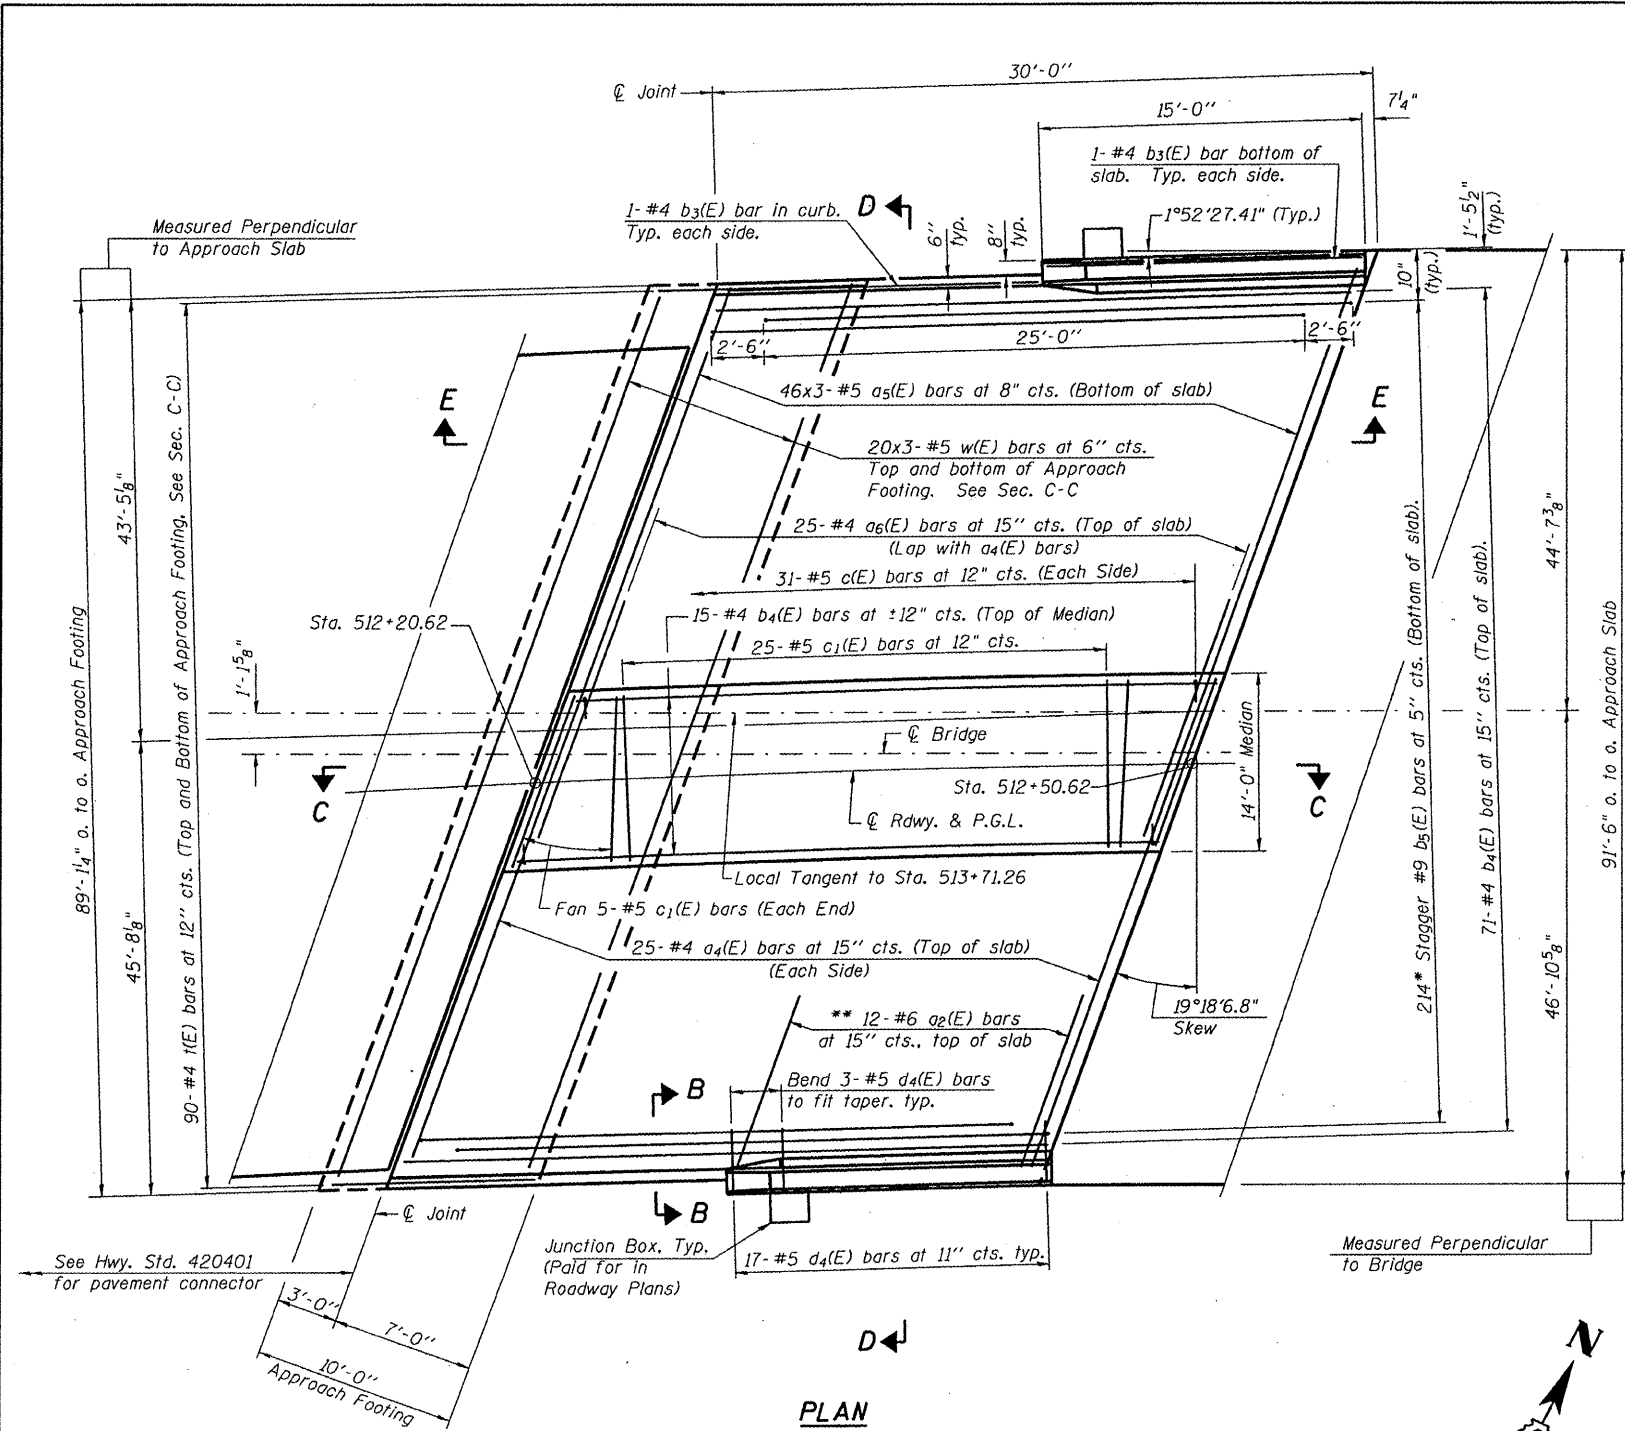 30'-0"
℄ Joint
15'-0"
7¼"
1- #4 b3(E) bar bottom of
slab. Typ. each side.
1°52'27.41" (Typ.)
1'-5½"
(typ.)
Measured Perpendicular
to Approach Slab
1- #4 b3(E) bar in curb.
Typ. each side.
D
6"
typ.
8"
typ.
10"
(typ.)
2'-6"
25'-0"
2'-6"
E
E
46x3- #5 a5(E) bars at 8" cts. (Bottom of slab)
20x3- #5 w(E) bars at 6" cts.
Top and bottom of Approach
Footing. See Sec. C-C
25- #4 a6(E) bars at 15" cts. (Top of slab)
(Lap with a4(E) bars)
31- #5 c(E) bars at 12" cts. (Each Side)
15- #4 b4(E) bars at ±12" cts. (Top of Median)
25- #5 c1(E) bars at 12" cts.
Sta. 512+20.62
1'-1⅝"
℄ Bridge
Sta. 512+50.62
14'-0" Median
C
C
℄ Rdwy. & P.G.L.
Local Tangent to Sta. 513+71.26
Fan 5- #5 c1(E) bars (Each End)
25- #4 a4(E) bars at 15" cts. (Top of slab)
(Each Side)
19°18'6.8"
Skew
** 12- #6 a2(E) bars
at 15" cts., top of slab
Bend 3- #5 d4(E) bars
to fit taper. typ.
B
B
89'-1¼" o. to o. Approach Footing
43'-5⅛"
45'-8⅛"
90- #4 t(E) bars at 12" cts. (Top and Bottom of Approach Footing. See Sec. C-C)
214* Stagger #9 b5(E) bars at 5" cts. (Bottom of slab).
71- #4 b4(E) bars at 15" cts. (Top of slab).
44'-7⅜"
46'-10⅝"
91'-6" o. to o. Approach Slab
℄ Joint
See Hwy. Std. 420401
for pavement connector
Junction Box, Typ.
(Paid for in
Roadway Plans)
17- #5 d4(E) bars at 11" cts. typ.
Measured Perpendicular
to Bridge
3'-0"
7'-0"
10'-0"
Approach Footing
D
PLAN
N